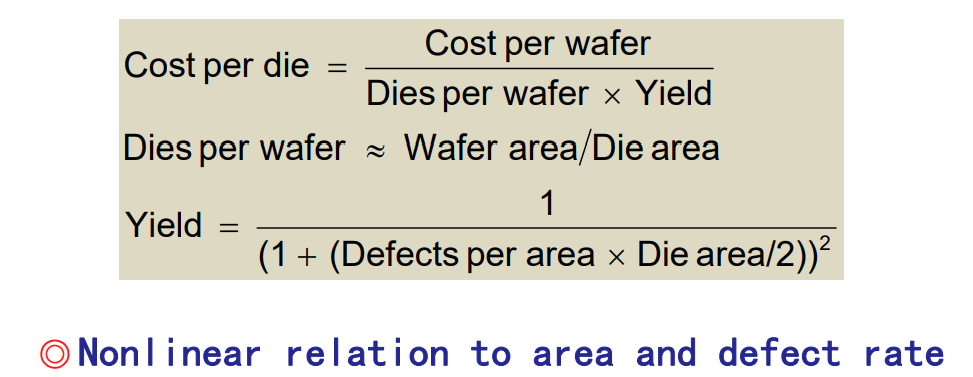 Cost per die = Cost per wafer / Dies per wafer × Yield
Dies per wafer ≈ Wafer area/Die area
Yield = 1 / (1 + (Defects per area × Die area/2))²
◎Nonlinear relation to area and defect rate